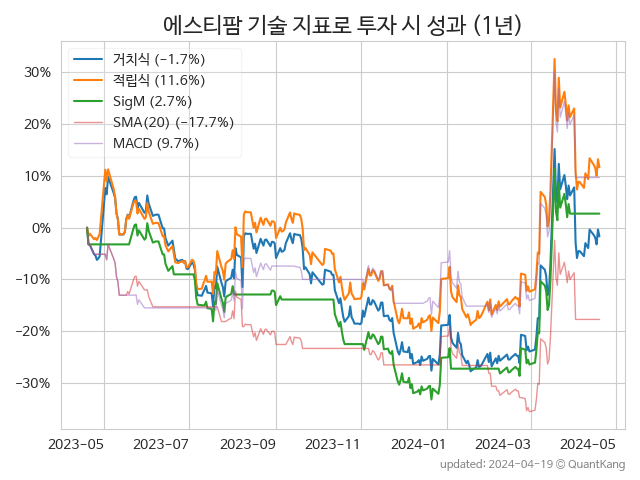 에스티팜 기술 지표로 투자 시 성과 (1년)
거치식 (−1.7%)
적립식 (11.6%)
SigM (2.7%)
SMA(20) (−17.7%)
MACD (9.7%)
30%
20%
10%
0%
−10%
−20%
−30%
2023-05 2023-07 2023-09 2023-11 2024-01 2024-03 2024-05
updated: 2024-04-19 © QuantKang